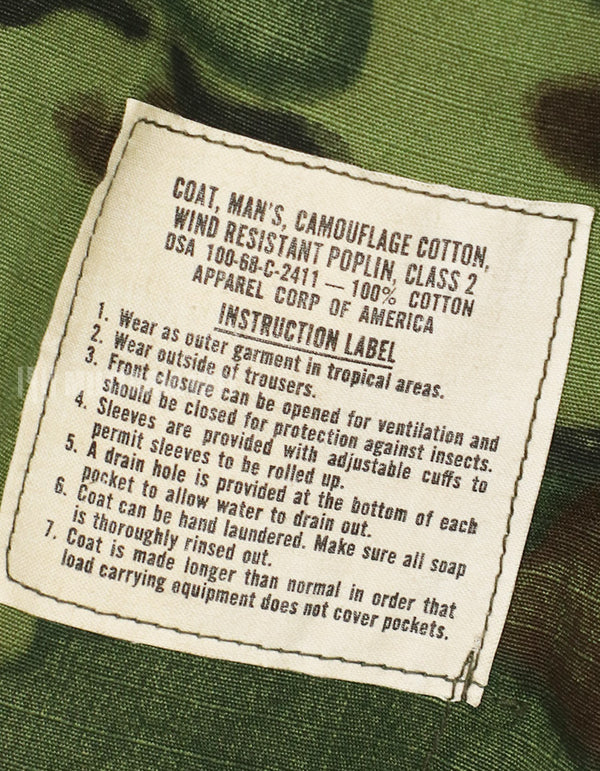 COAT, MAN'S, CAMOUFLAGE COTTON,
WIND RESISTANT POPLIN, CLASS 2
DSA 100-68-C-2411 — 100% COTTON
APPAREL CORP OF AMERICA
INSTRUCTION LABEL
1. Wear as outer garment in tropical areas.
2. Wear outside of trousers.
3. Front closure can be opened for ventilation and
should be closed for protection against insects.
4. Sleeves are provided with adjustable cuffs to
permit sleeves to be rolled up.
5. A drain hole is provided at the bottom of each
pocket to allow water to drain out.
6. Coat can be hand laundered. Make sure all soap
is thoroughly rinsed out.
7. Coat is made longer than normal in order that
load carrying equipment does not cover pockets.